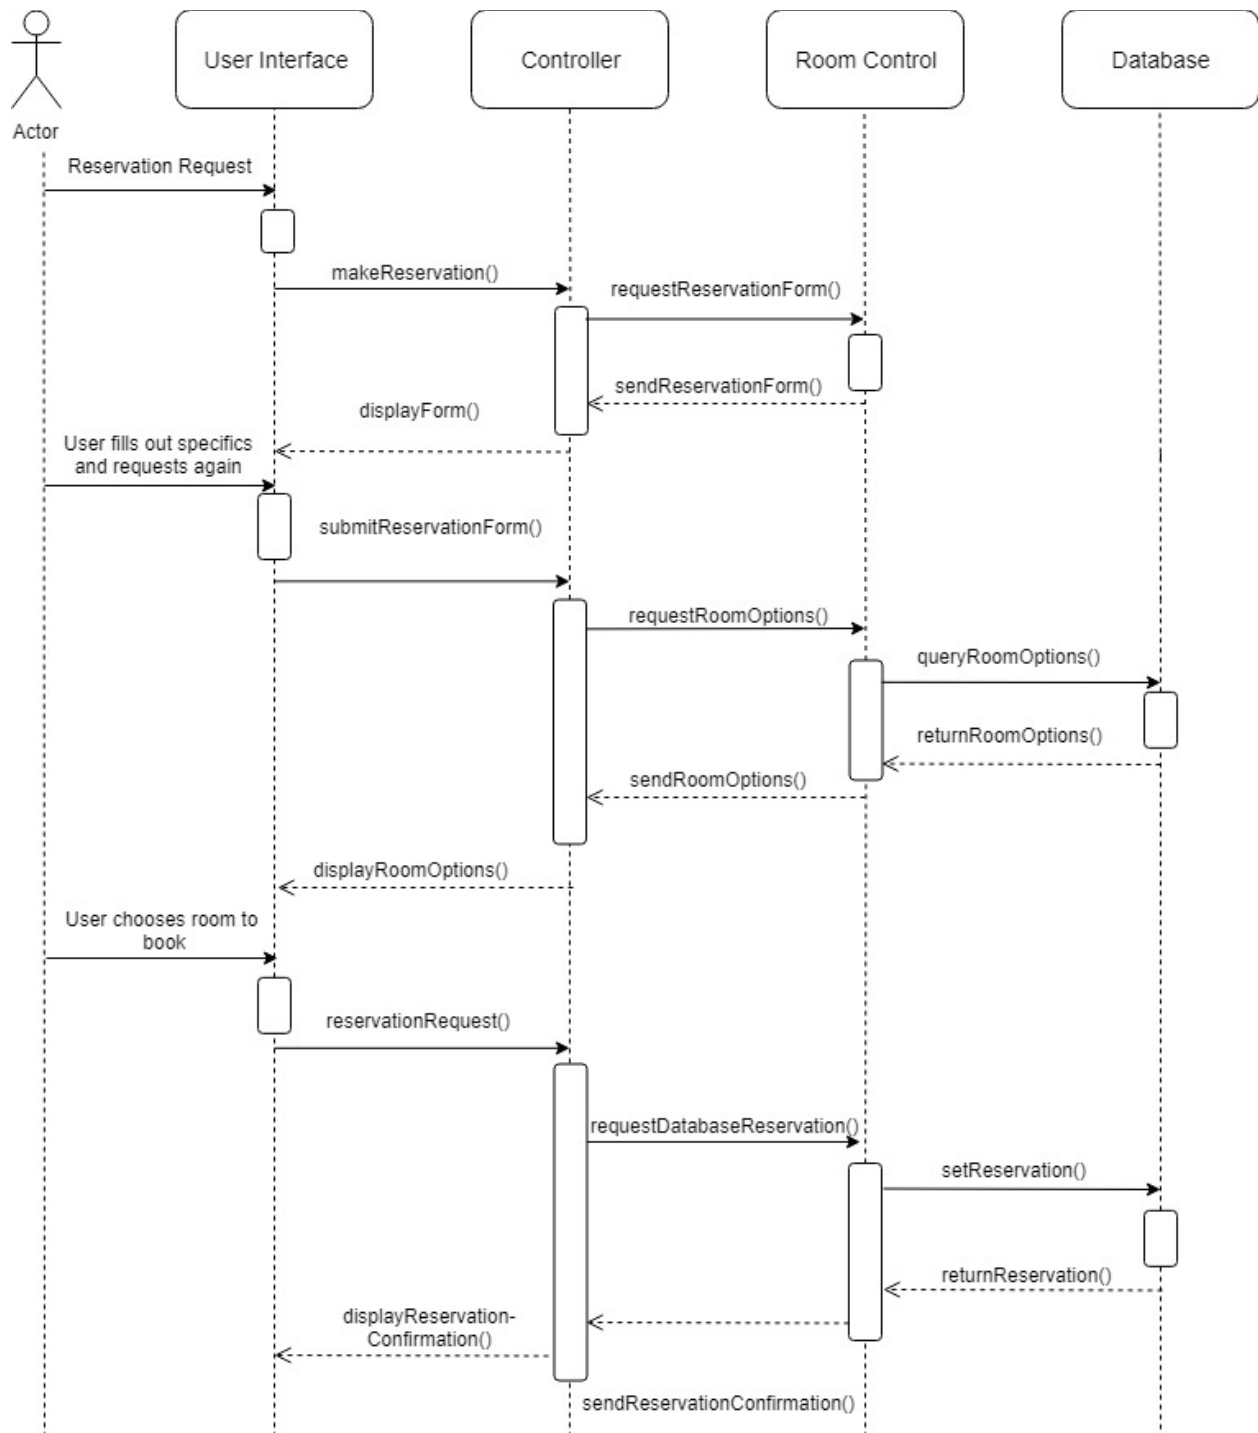 User Interface
Controller
Room Control
Database
Actor
Reservation Request
makeReservation()
requestReservationForm()
sendReservationForm()
displayForm()
User fills out specifics
and requests again
submitReservationForm()
requestRoomOptions()
queryRoomOptions()
returnRoomOptions()
sendRoomOptions()
displayRoomOptions()
User chooses room to
book
reservationRequest()
requestDatabaseReservation()
setReservation()
returnReservation()
displayReservation-
Confirmation()
sendReservationConfirmation()